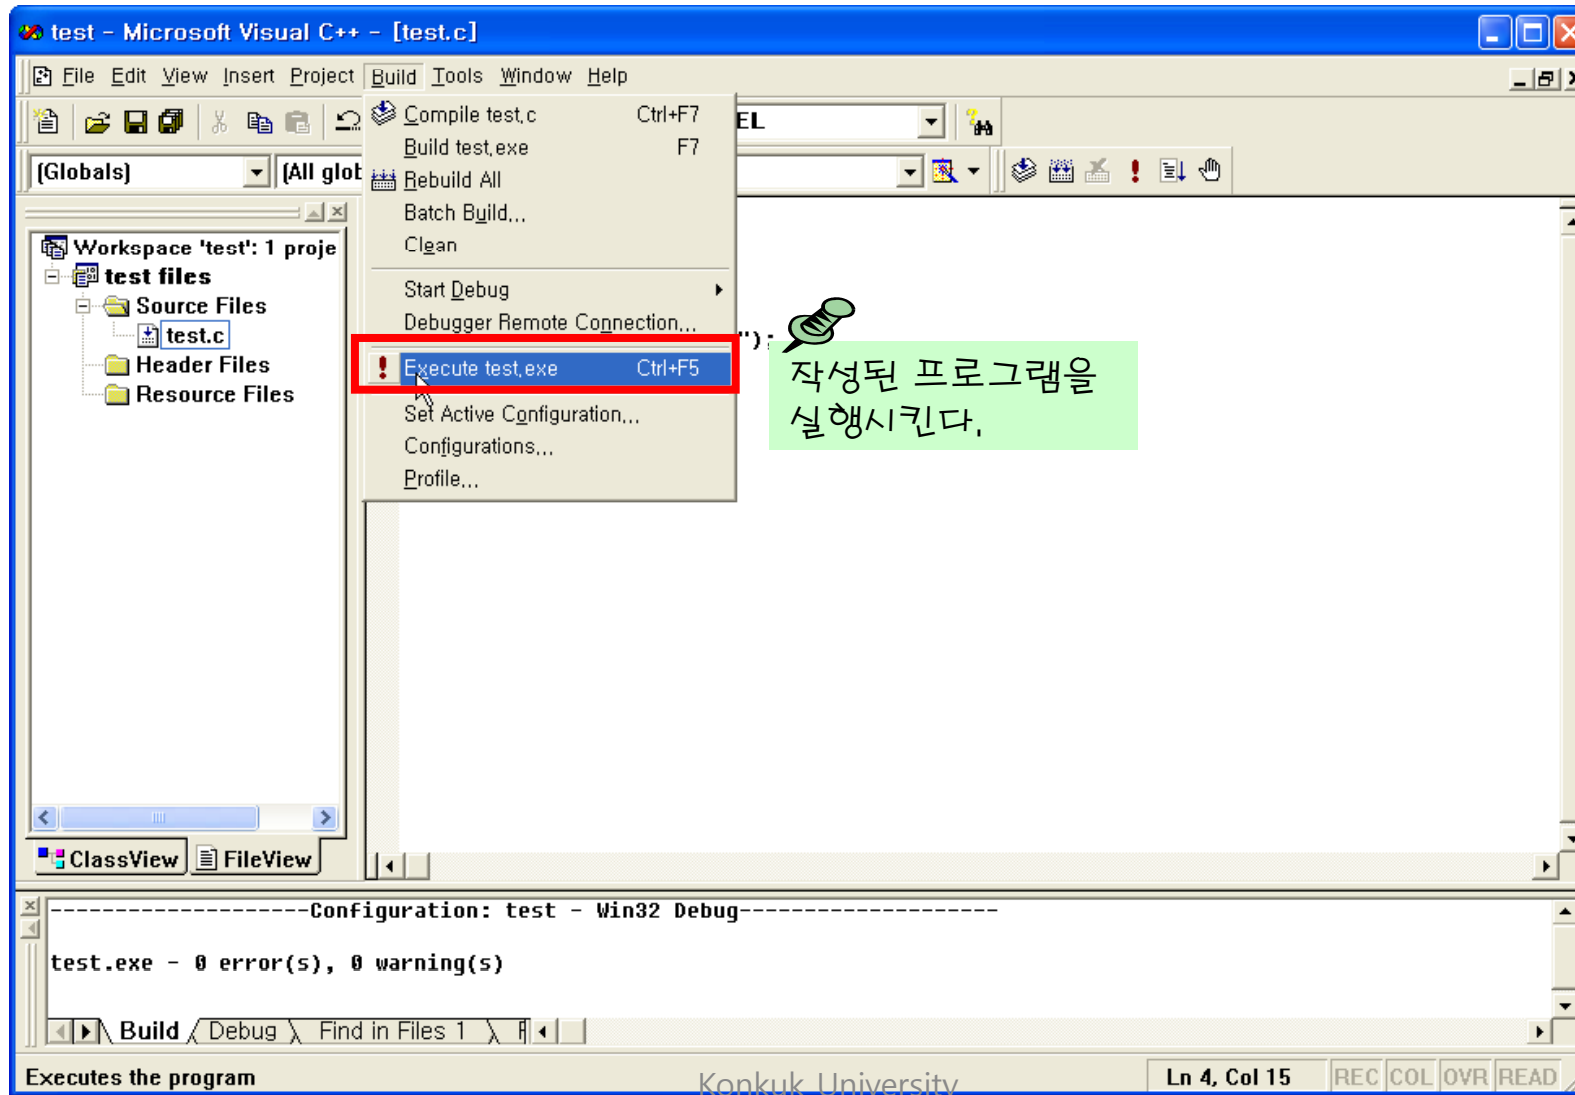 test - Microsoft Visual C++ - [test.c]
File Edit View Insert Project Build Tools Window Help
Compile test.c Ctrl+F7
EL
Build test.exe F7
(Globals) (All glob
Rebuild All
Batch Build...
Clean
Workspace 'test': 1 proje
test files
Source Files
test.c
Header Files
Resource Files
Start Debug
Debugger Remote Connection...
");
Execute test.exe Ctrl+F5
Set Active Configuration...
Configurations...
Profile...
작성된 프로그램을
실행시킨다.
ClassView FileView
--------------------Configuration: test - Win32 Debug--------------------
test.exe - 0 error(s), 0 warning(s)
Build Debug Find in Files 1
Executes the program
Konkuk University
Ln 4, Col 15 REC COL OVR READ